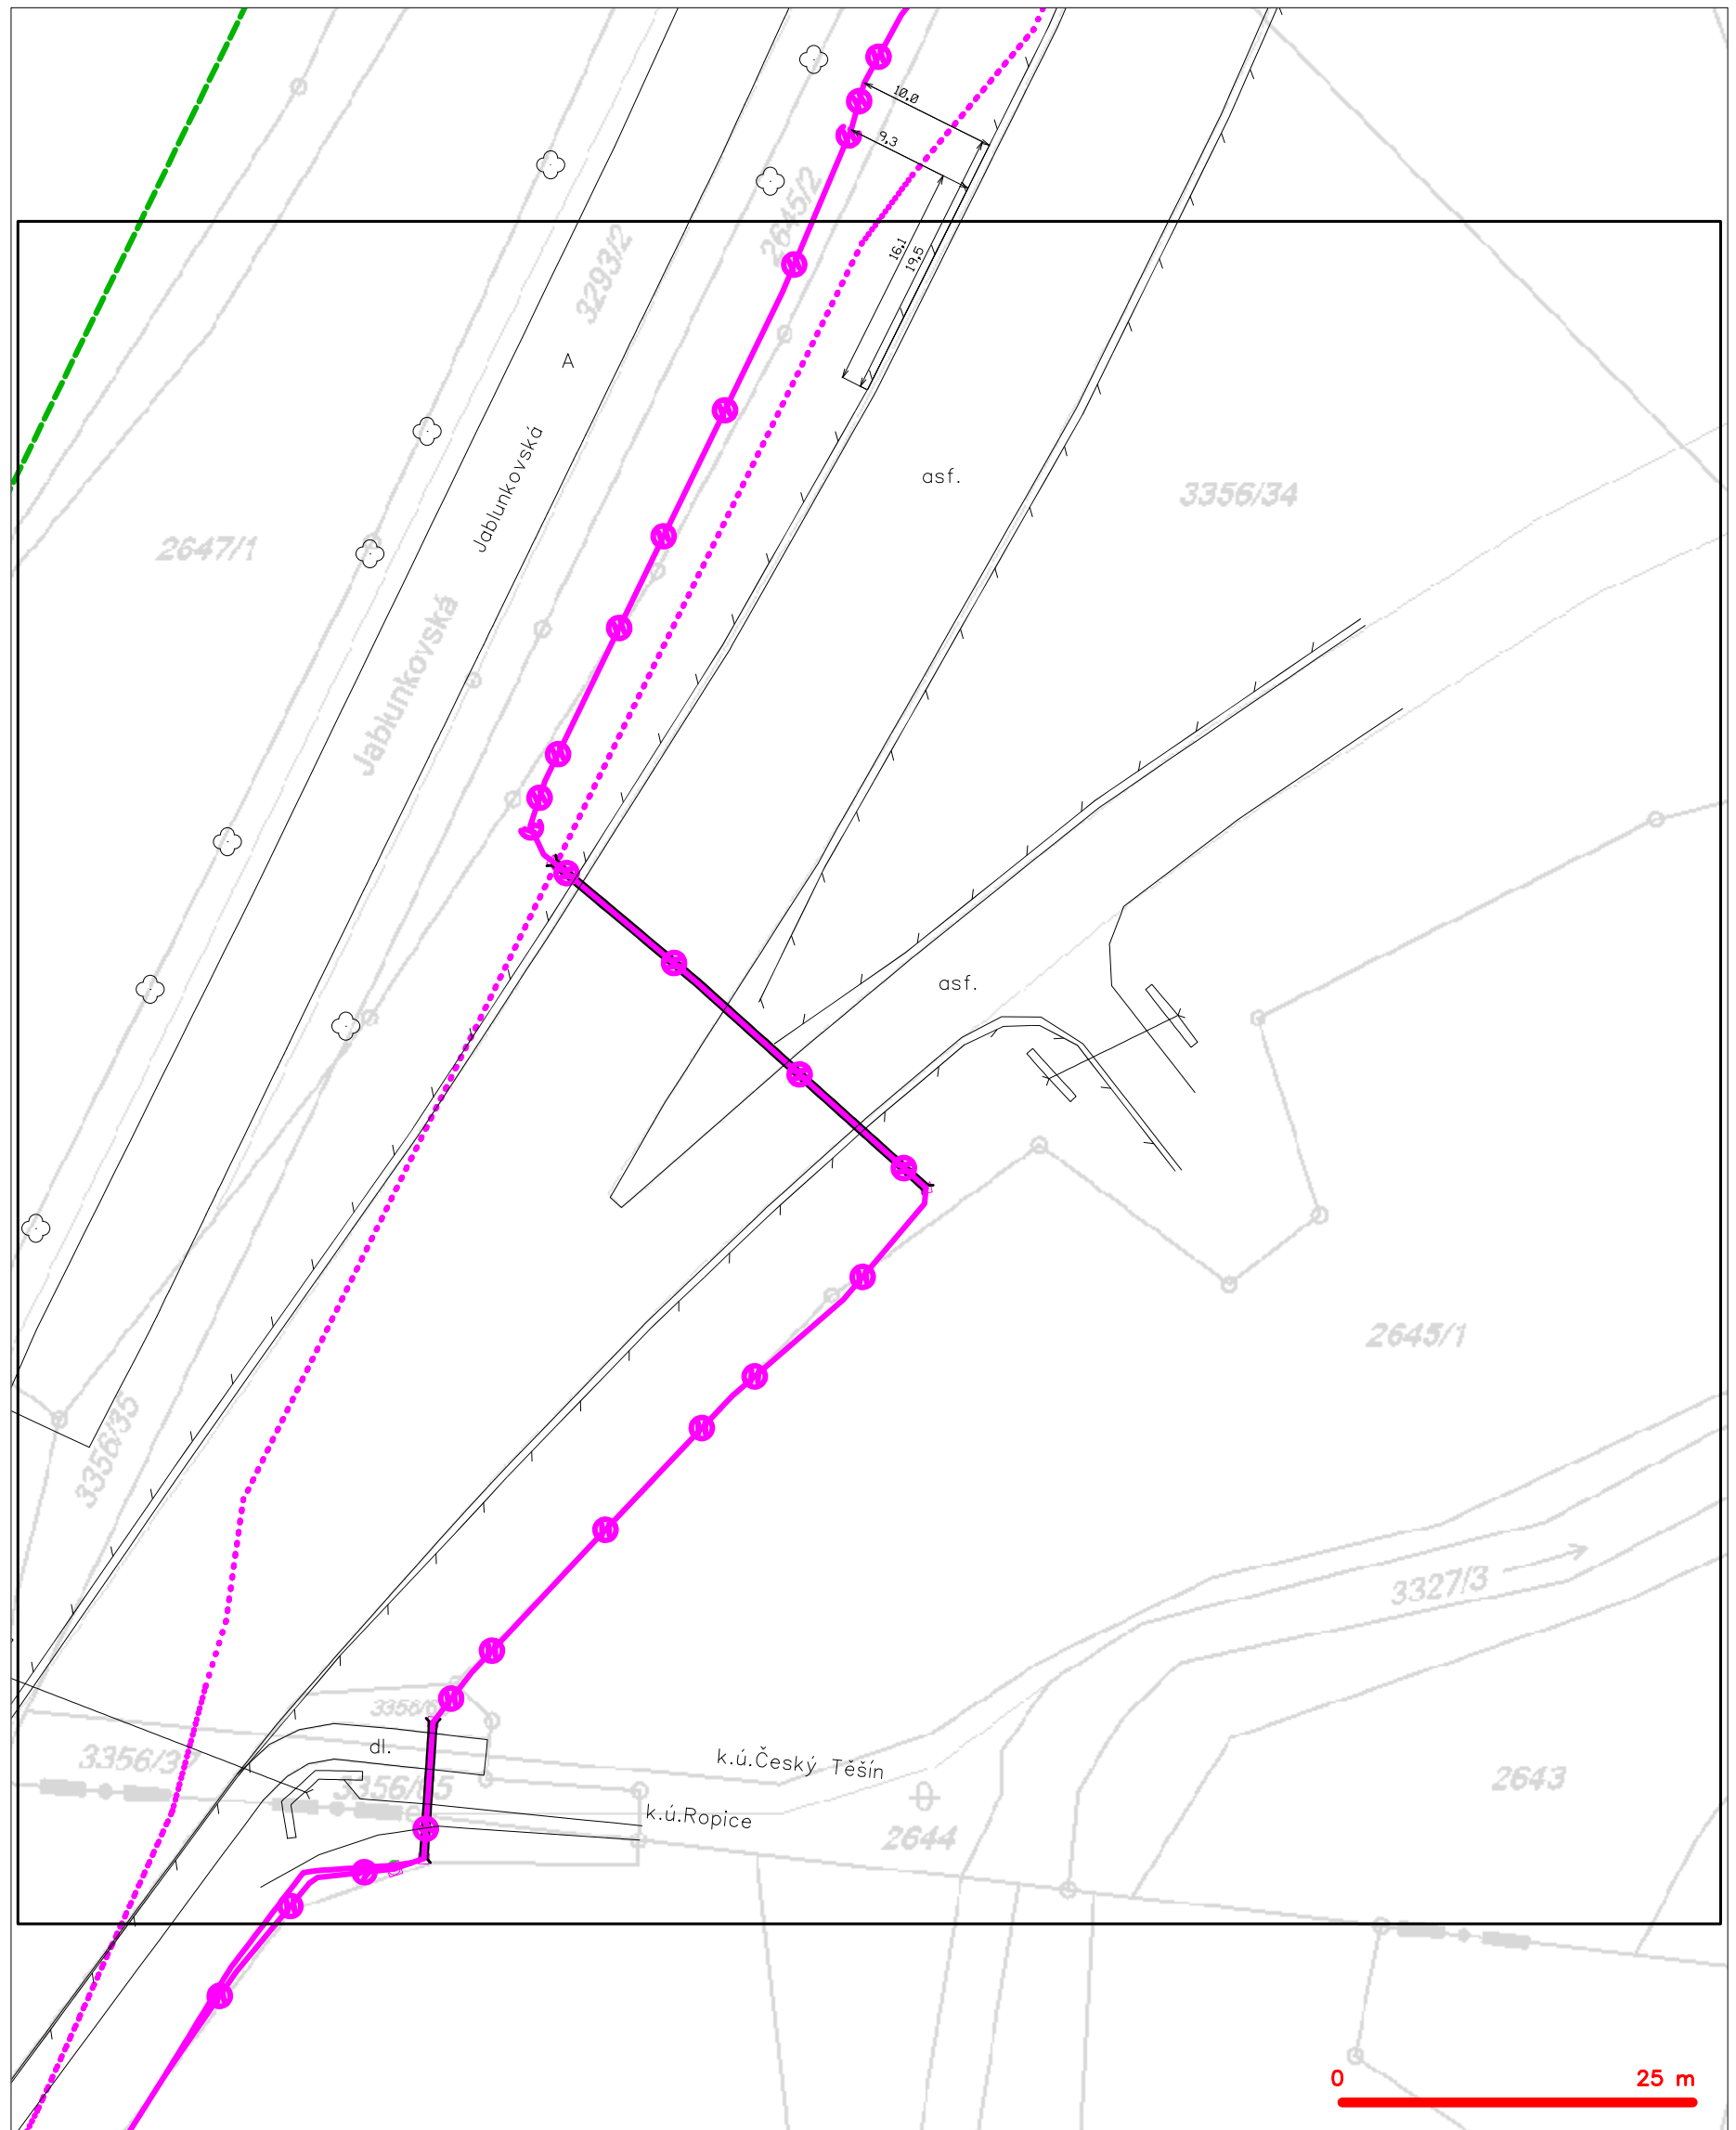 10,0
9,3
2645/2
3293/2
16,1
19,5
A
Jablunkovská
asf.
3356/34
2647/1
Jablunkovská
asf.
2645/1
3356/35
3327/3
dl.
k.ú.Český Těšín
2643
k.ú.Ropice
2644
0 25 m